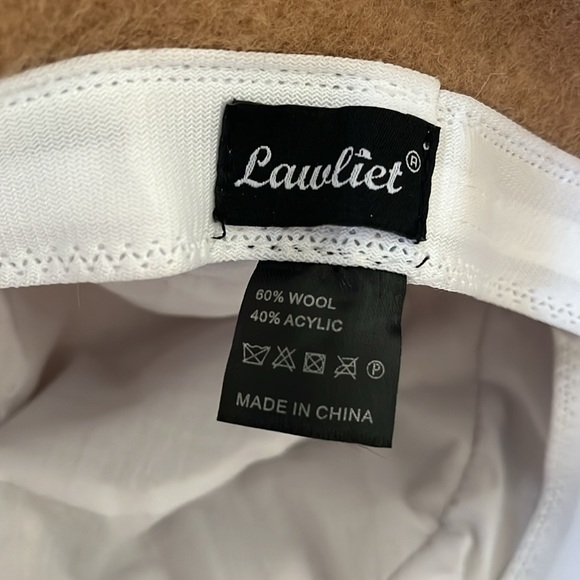 Lawliet®
60% WOOL
40% ACYLIC
P
MADE IN CHINA